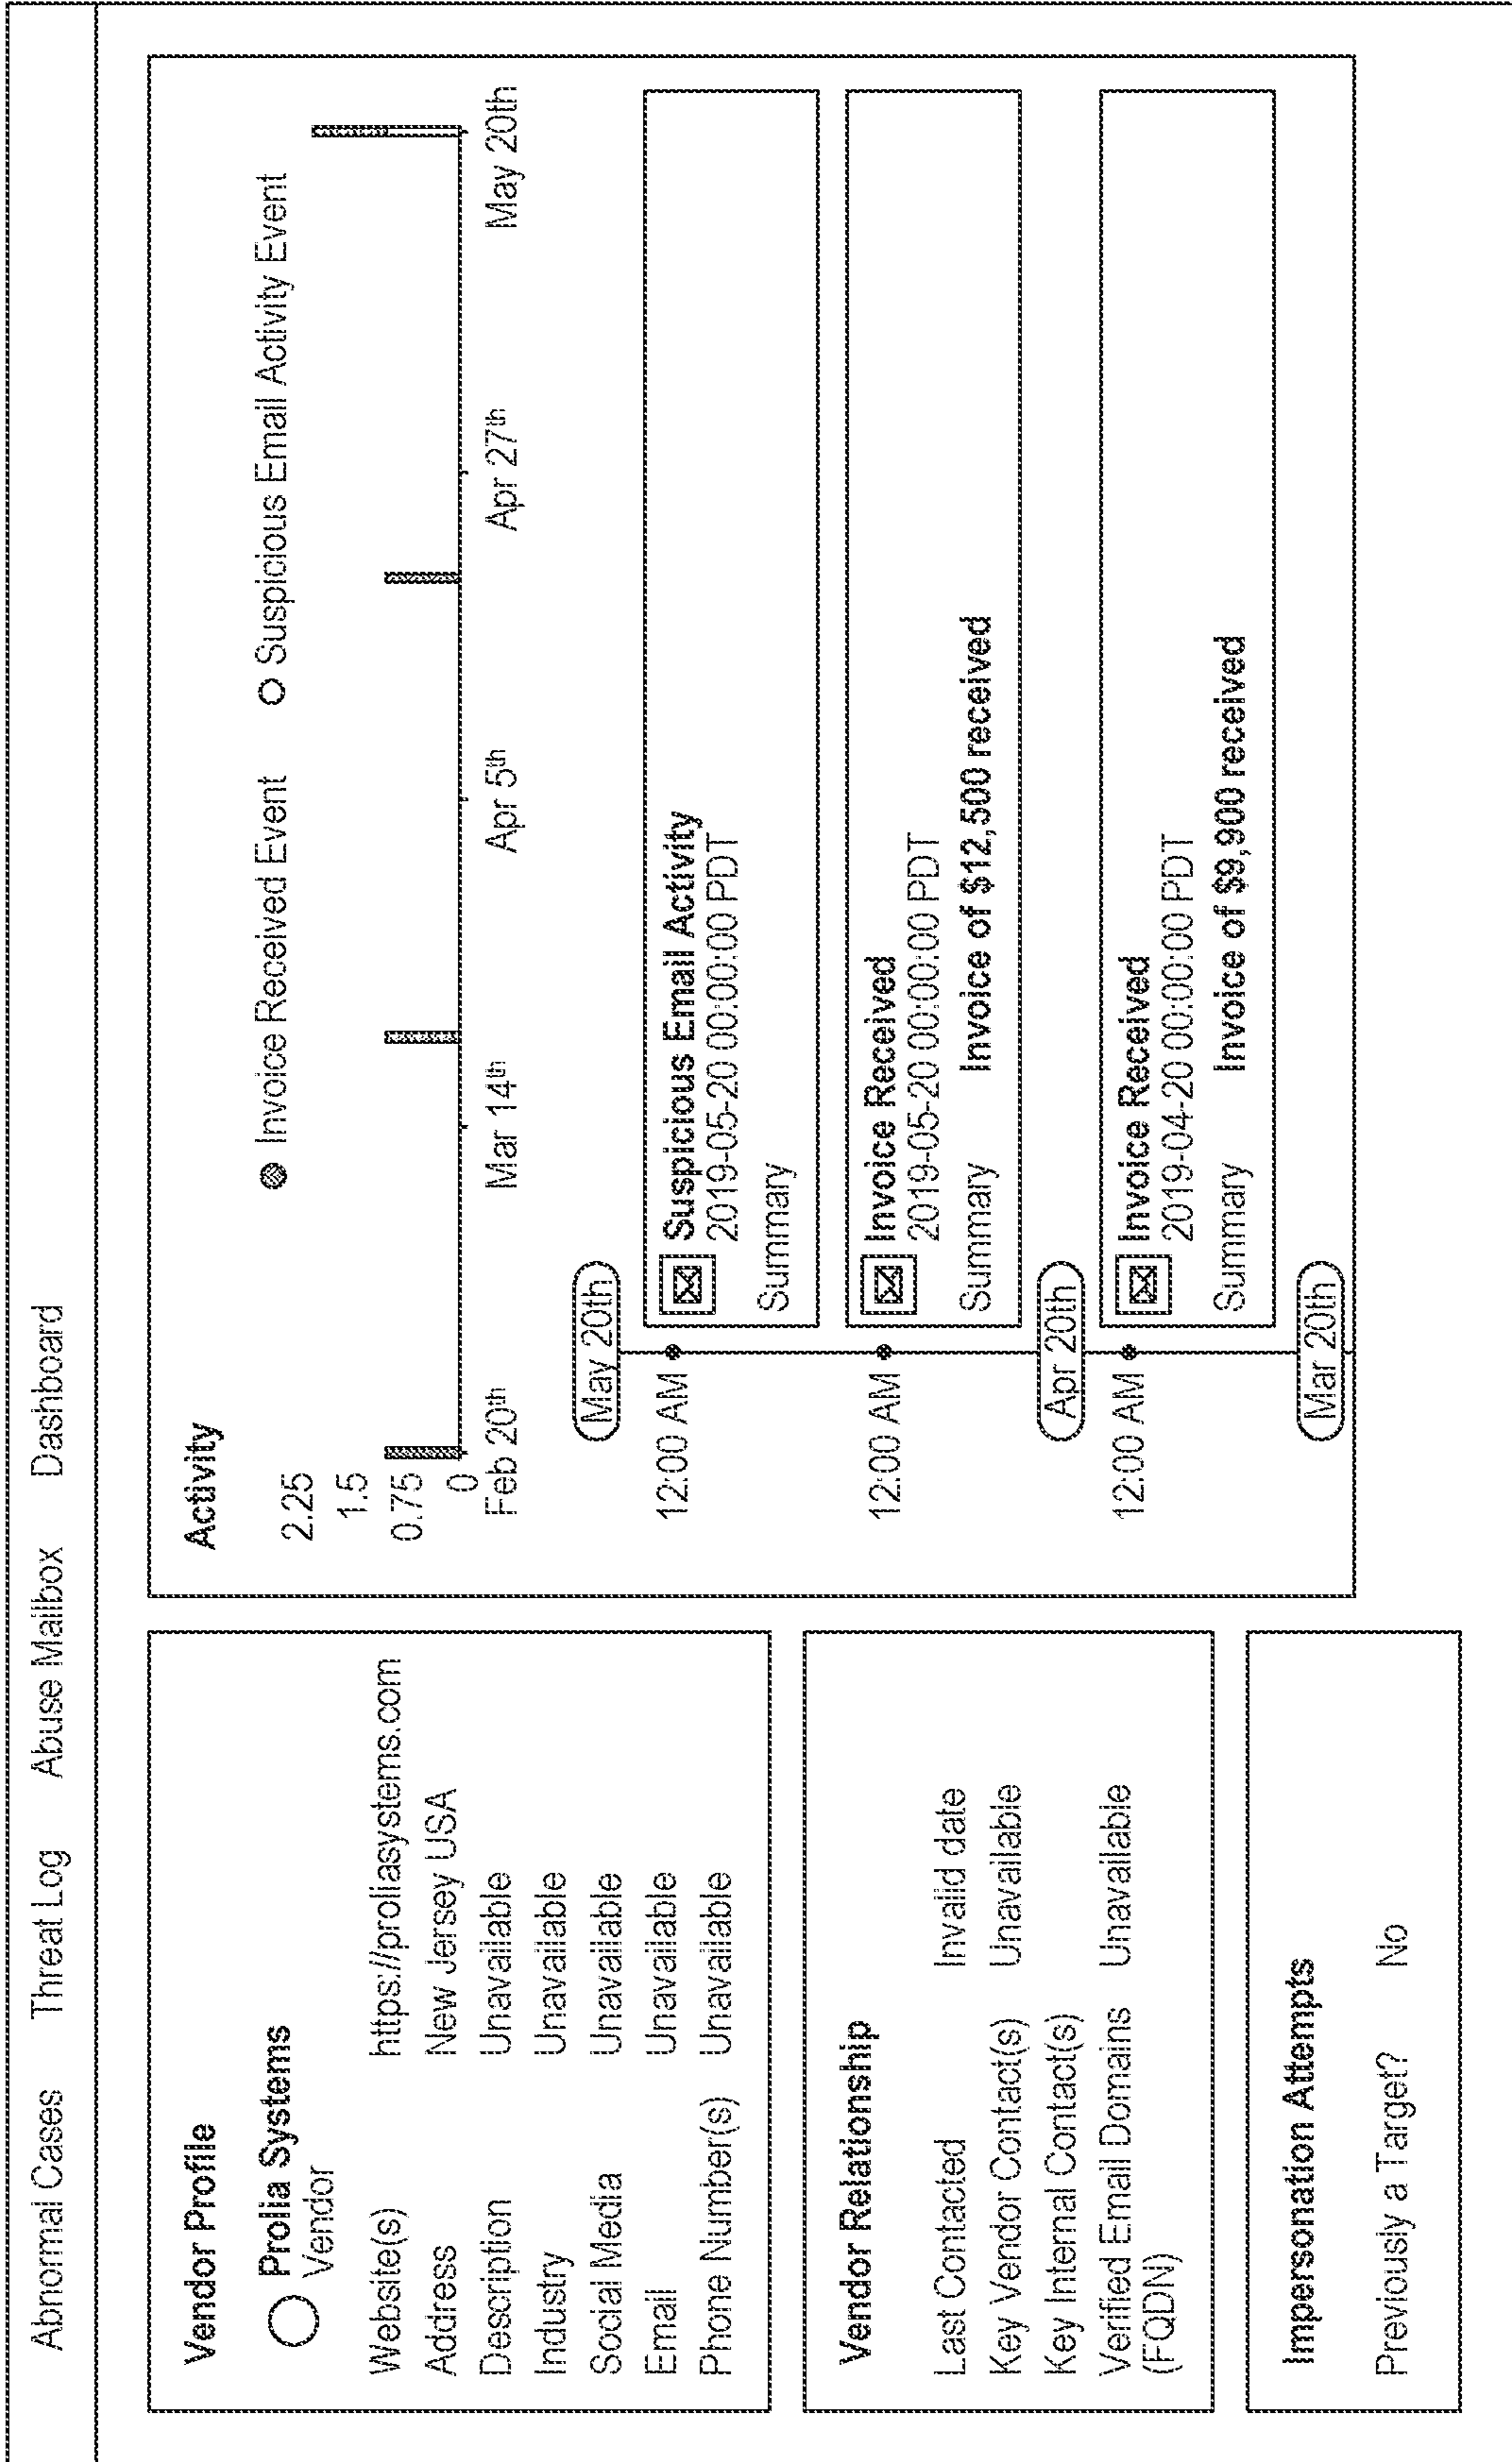 Abnormal Cases Threat Log Abuse Mailbox Dashboard
Vendor Profile
Prolia Systems
Vendor
Website(s) https://proliasystems.com
Address New Jersey USA
Description Unavailable
Industry Unavailable
Social Media Unavailable
Email Unavailable
Phone Number(s) Unavailable
Vendor Relationship
Last Contacted Invalid date
Key Vendor Contact(s) Unavailable
Key Internal Contact(s)
Verified Email Domains Unavailable
(FQDN)
Impersonation Attempts
Previously a Target? No
Activity
Invoice Received Event Suspicious Email Activity Event
2.25
1.5
0.75
0
Feb 20th Mar 14th Apr 5th Apr 27th May 20th
May 20th
12:00 AM Suspicious Email Activity
2019-05-20 00:00:00 PDT
Summary
12:00 AM Invoice Received
2019-05-20 00:00:00 PDT
Summary Invoice of $12,500 received
Apr 20th
12:00 AM Invoice Received
2019-04-20 00:00:00 PDT
Summary Invoice of $9,900 received
Mar 20th